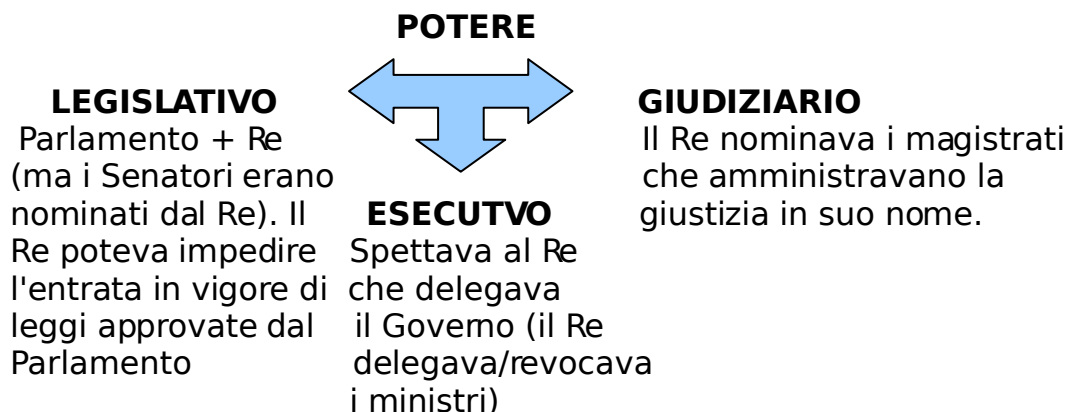 POTERE
LEGISLATIVO
Parlamento + Re
(ma i Senatori erano
nominati dal Re). Il
Re poteva impedire
l'entrata in vigore di
leggi approvate dal
Parlamento
ESECUTVO
Spettava al Re
che delegava
il Governo (il Re
delegava/revocava
i ministri)
GIUDIZIARIO
Il Re nominava i magistrati
che amministravano la
giustizia in suo nome.